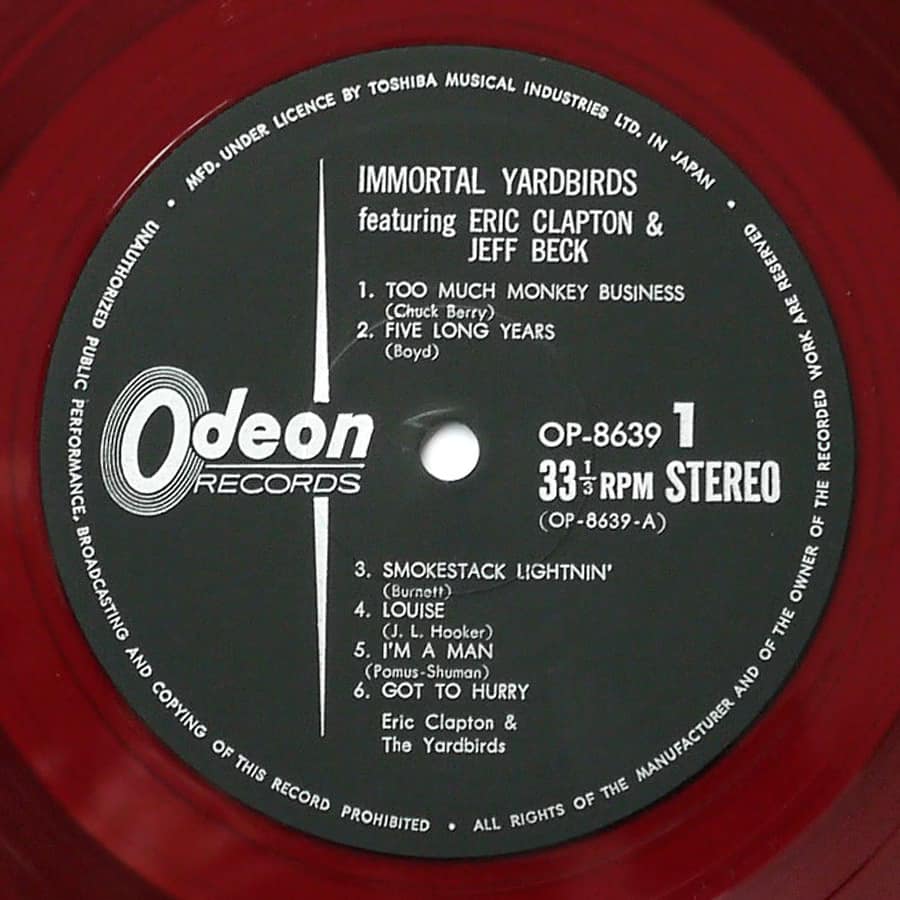 MFD. UNDER LICENCE BY TOSHIBA MUSICAL INDUSTRIES LTD. IN JAPAN
IMMORTAL YARDBIRDS
featuring ERIC CLAPTON &
JEFF BECK
1. TOO MUCH MONKEY BUSINESS
(Chuck Berry)
2. FIVE LONG YEARS
(Boyd)
Odeon
RECORDS
OP-8639 1
33 1/3 RPM STEREO
(OP-8639-A)
3. SMOKESTACK LIGHTNIN'
(Burnett)
4. LOUISE
(J. L. Hooker)
5. I'M A MAN
(Pomus-Shuman)
6. GOT TO HURRY
Eric Clapton &
The Yardbirds
UNAUTHORIZED PUBLIC PERFORMANCE, BROADCASTING AND COPYING OF THIS RECORD PROHIBITED • ALL RIGHTS OF THE MANUFACTURER AND OF THE OWNER OF THE RECORDED WORK ARE RESERVED